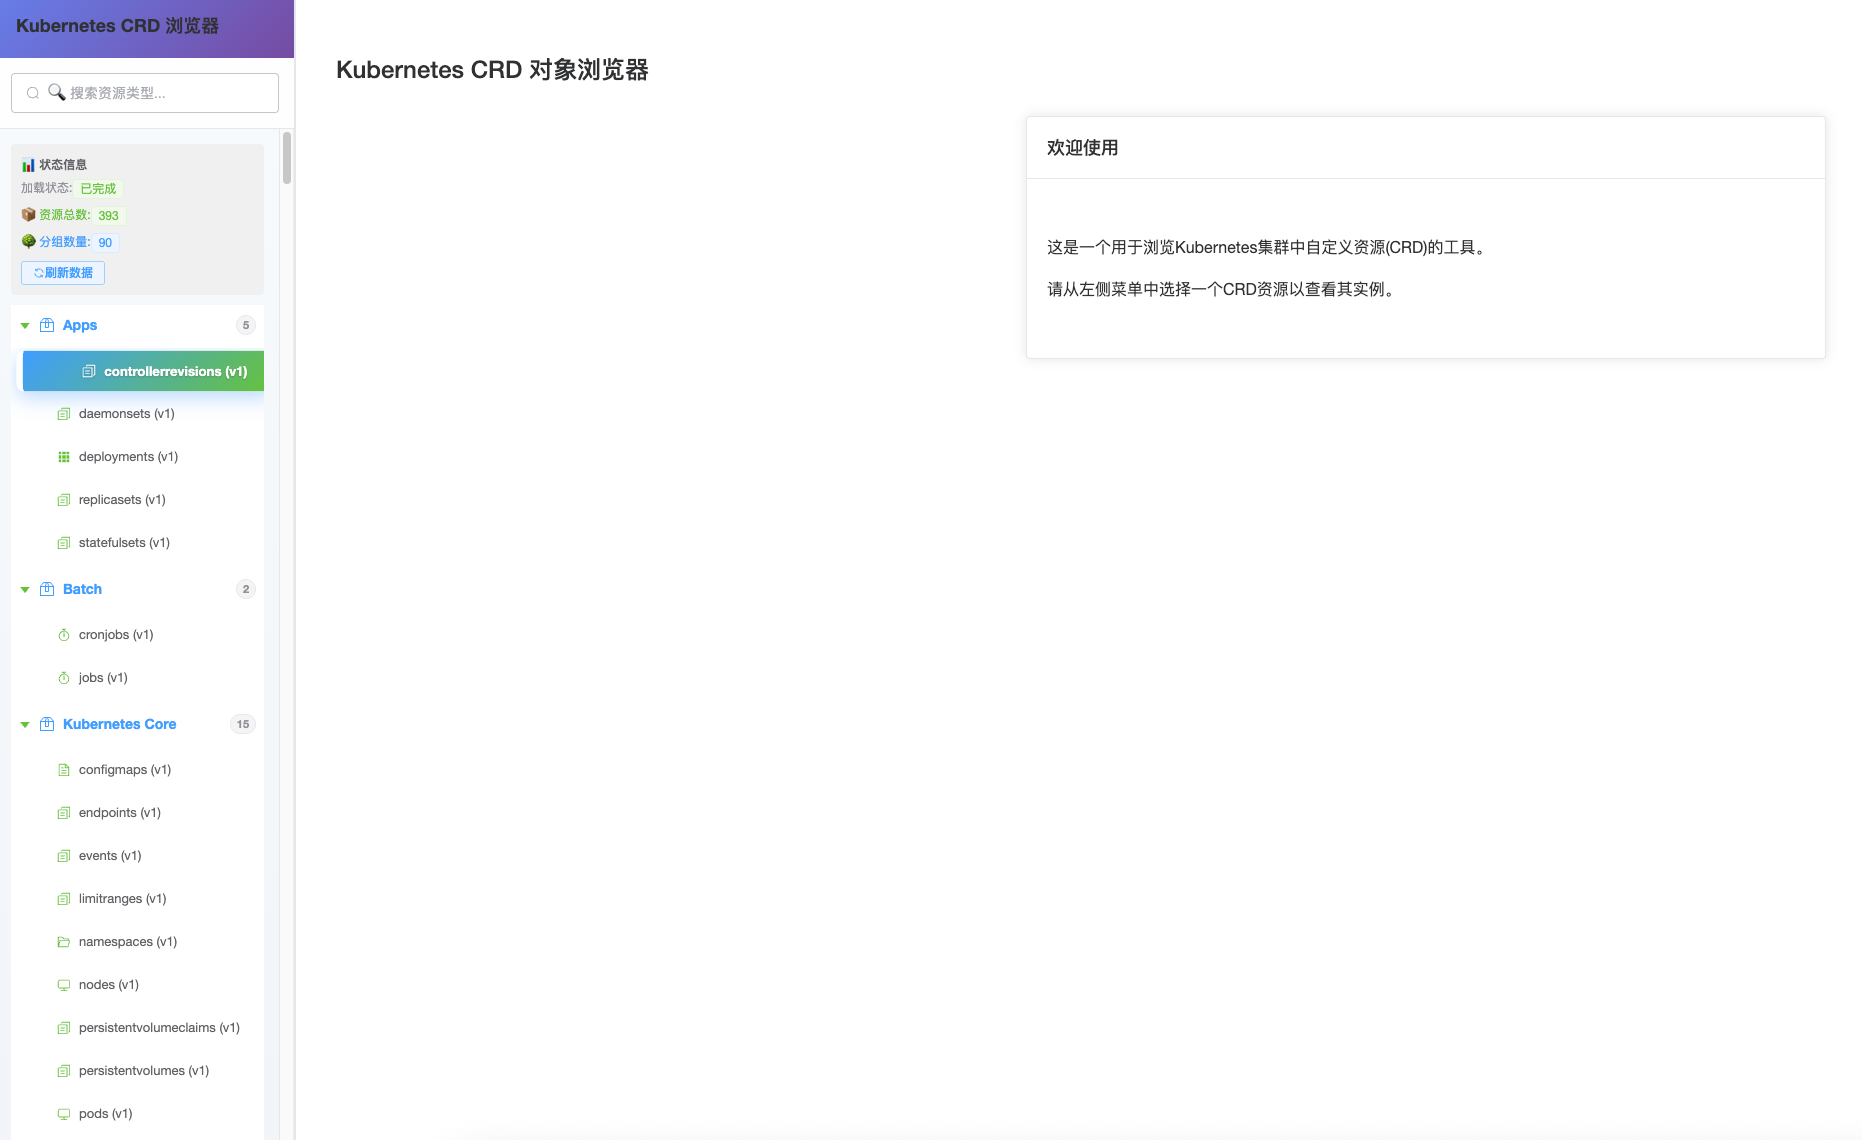 Kubernetes CRD 浏览器
搜索资源类型...
状态信息
加载状态: 已完成
资源总数: 393
分组数量: 90
刷新数据
Apps 5
controllerrevisions (v1)
daemonsets (v1)
deployments (v1)
replicasets (v1)
statefulsets (v1)
Batch 2
cronjobs (v1)
jobs (v1)
Kubernetes Core 15
configmaps (v1)
endpoints (v1)
events (v1)
limitranges (v1)
namespaces (v1)
nodes (v1)
persistentvolumeclaims (v1)
persistentvolumes (v1)
pods (v1)
Kubernetes CRD 对象浏览器
欢迎使用
这是一个用于浏览Kubernetes集群中自定义资源(CRD)的工具。
请从左侧菜单中选择一个CRD资源以查看其实例。